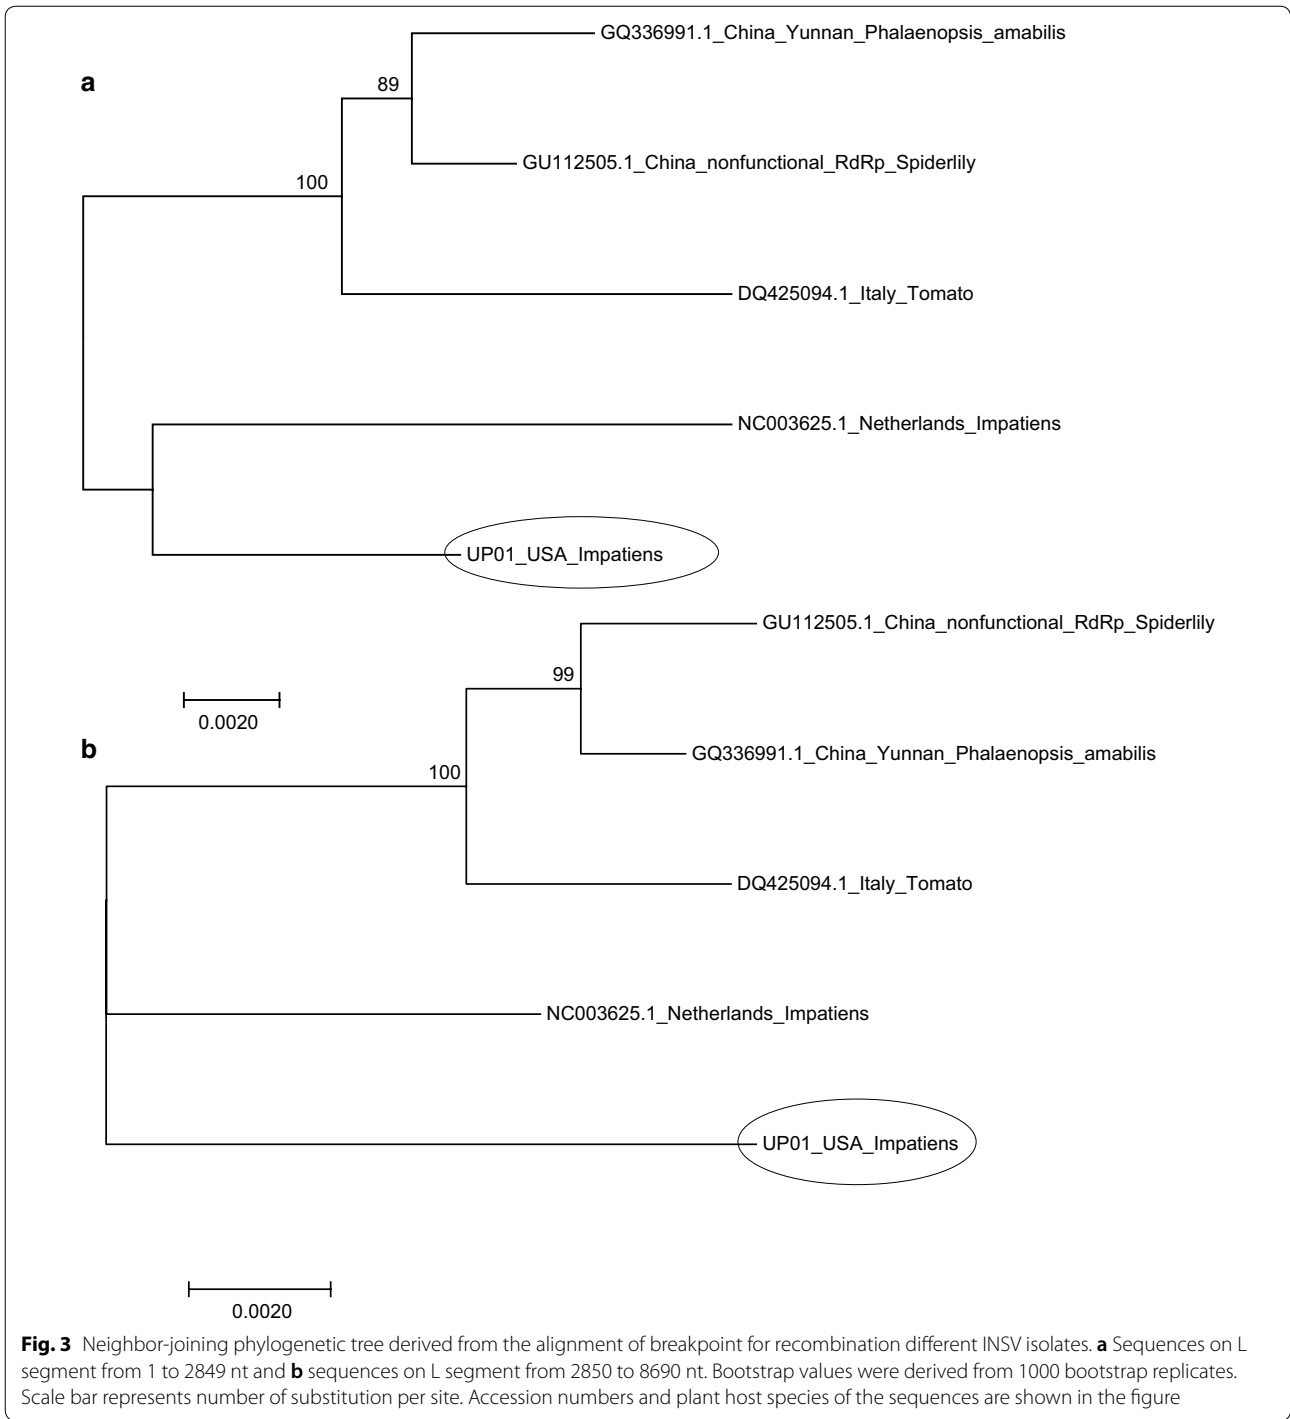 GQ336991.1_China_Yunnan_Phalaenopsis_amabilis
a
89
GU112505.1_China_nonfunctional_RdRp_Spiderlily
100
DQ425094.1_Italy_Tomato
NC003625.1_Netherlands_Impatiens
UP01_USA_Impatiens
0.0020
GU112505.1_China_nonfunctional_RdRp_Spiderlily
99
b
GQ336991.1_China_Yunnan_Phalaenopsis_amabilis
100
DQ425094.1_Italy_Tomato
NC003625.1_Netherlands_Impatiens
UP01_USA_Impatiens
0.0020
Fig. 3 Neighbor-joining phylogenetic tree derived from the alignment of breakpoint for recombination different INSV isolates. a Sequences on L
segment from 1 to 2849 nt and b sequences on L segment from 2850 to 8690 nt. Bootstrap values were derived from 1000 bootstrap replicates.
Scale bar represents number of substitution per site. Accession numbers and plant host species of the sequences are shown in the figure